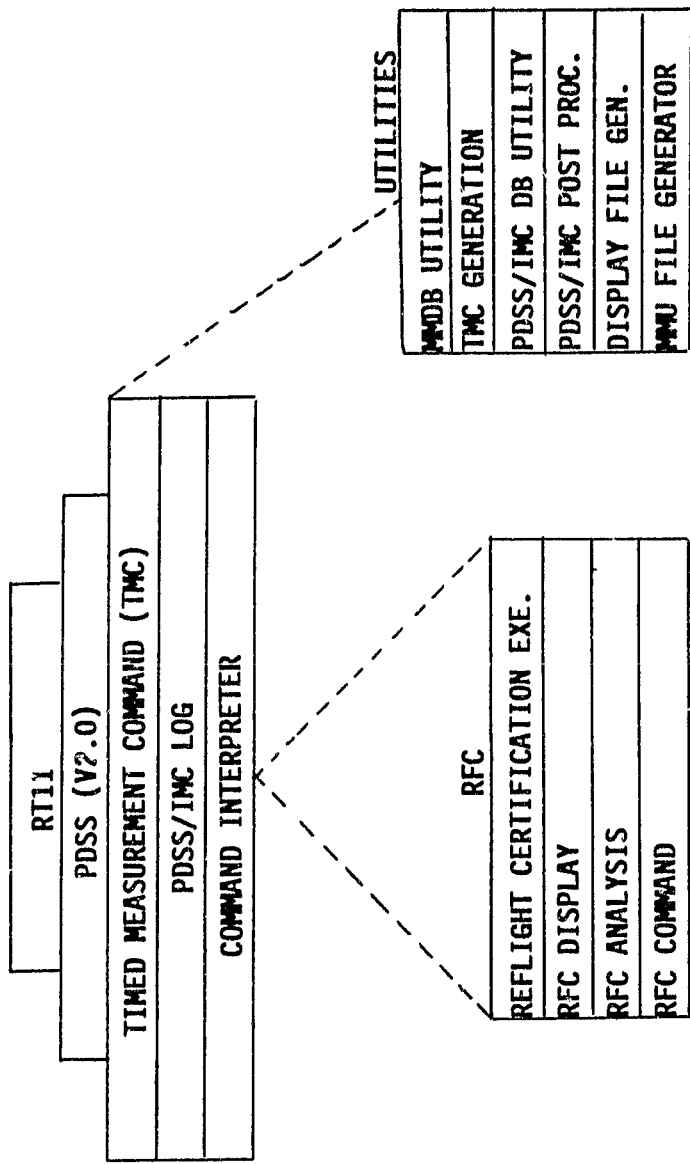 RT11
PDSS (V2.0)
TIMED MEASUREMENT COMMAND (TMC)
PDSS/IMC LOG
COMMAND INTERPRETER
RFC
REFLIGHT CERTIFICATION EXE.
RFC DISPLAY
RFC ANALYSIS
RFC COMMAND
UTILITIES
MMDB UTILITY
TMC GENERATION
PDSS/IMC DB UTILITY
PDSS/IMC POST PROC.
DISPLAY FILE GEN.
MMU FILE GENERATOR